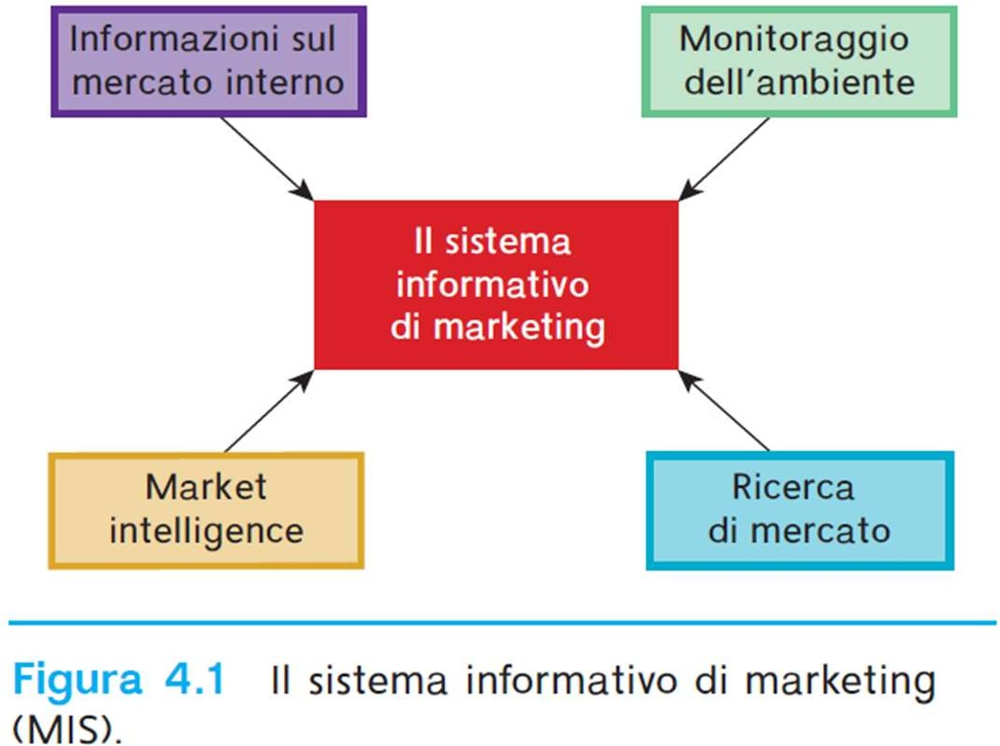 Informazioni sul
mercato interno
Monitoraggio
dell'ambiente
Il sistema
informativo
di marketing
Market
intelligence
Ricerca
di mercato
Figura 4.1 Il sistema informativo di marketing
(MIS).